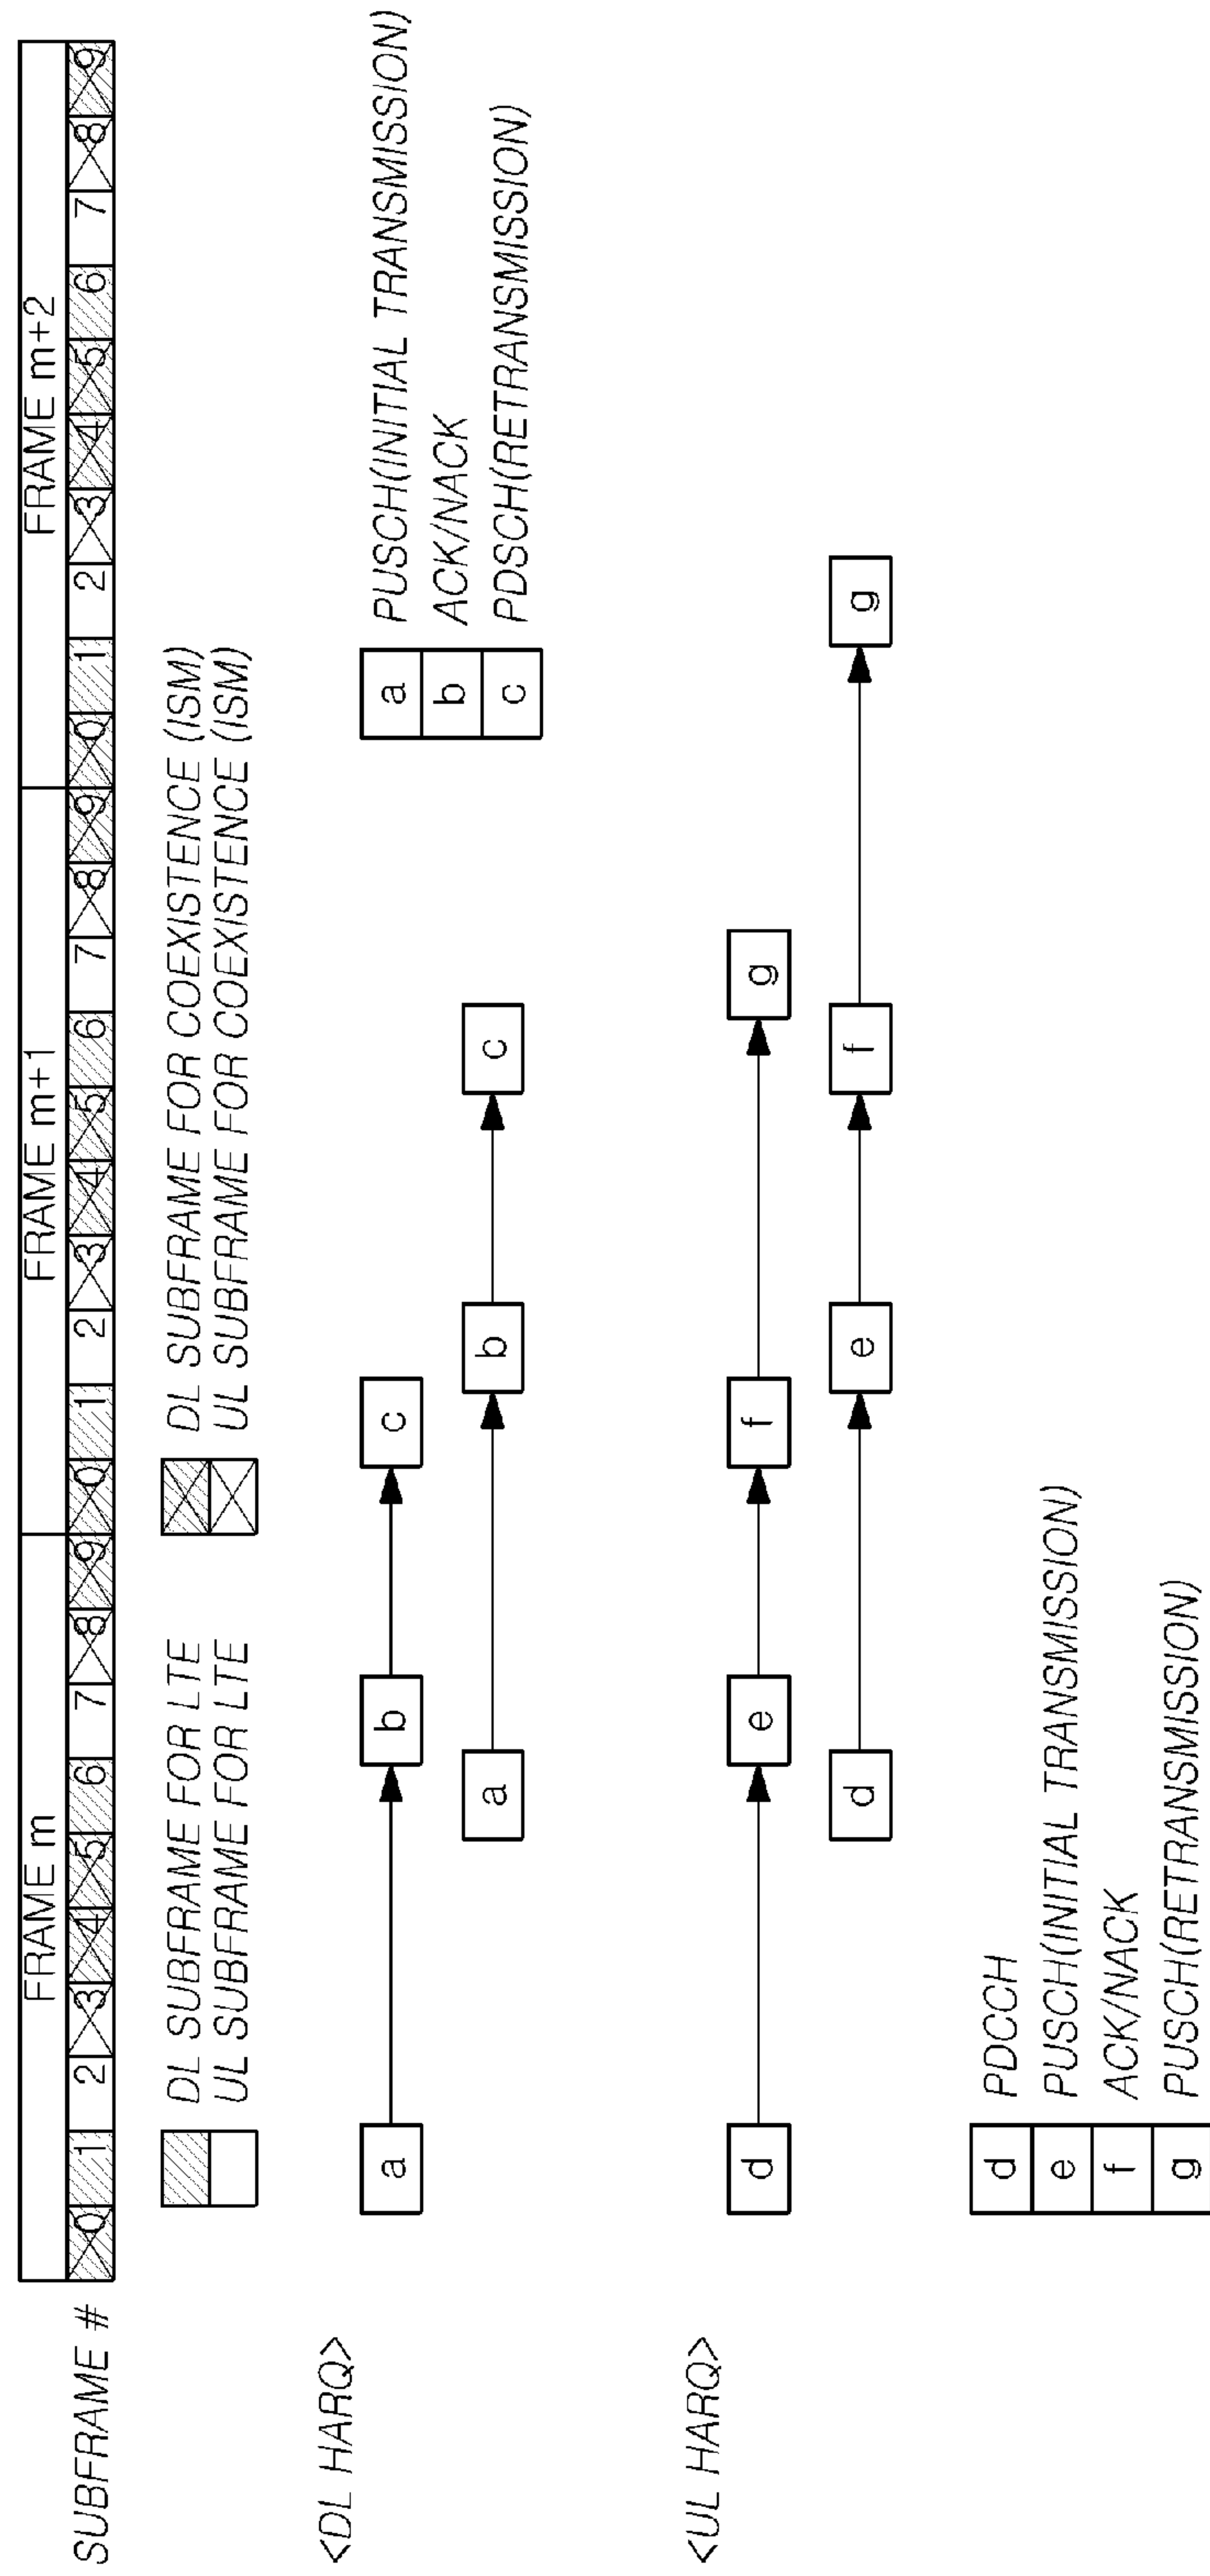 FRAME m FRAME m+1 FRAME m+2
SUBFRAME # 0 1 2 3 4 5 6 7 8 9 0 1 2 3 4 5 6 7 8 9 0 1 2 3 4 5 6 7 8 9
DL SUBFRAME FOR LTE DL SUBFRAME FOR COEXISTENCE (ISM)
UL SUBFRAME FOR LTE UL SUBFRAME FOR COEXISTENCE (ISM)
<DL HARQ>
a b c
a b c
a PUSCH(INITIAL TRANSMISSION)
b ACK/NACK
c PDSCH(RETRANSMISSION)
<UL HARQ>
d e f g
d e f g
d PDCCH
e PUSCH(INITIAL TRANSMISSION)
f ACK/NACK
g PUSCH(RETRANSMISSION)